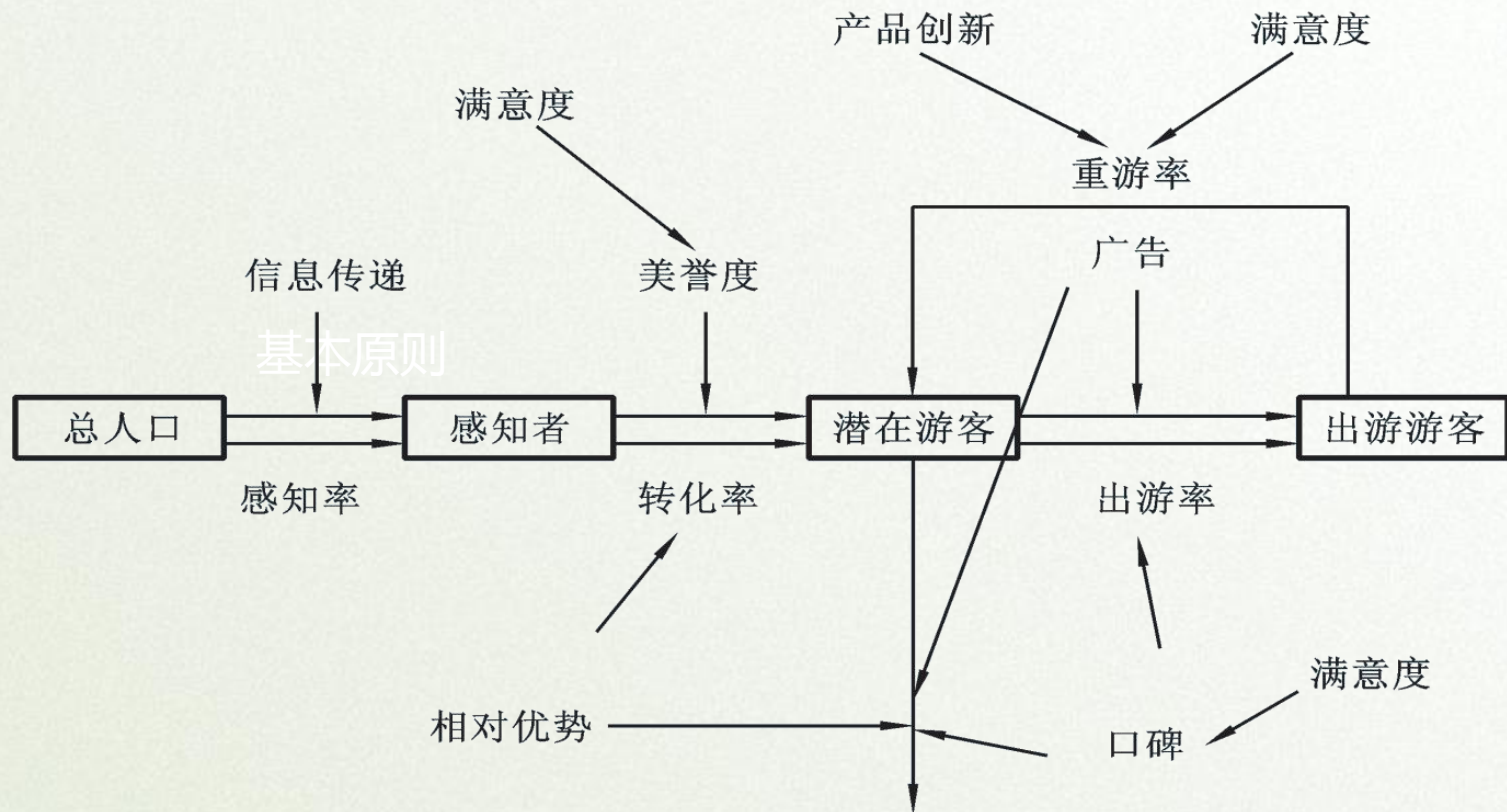 产品创新
满意度
满意度
重游率
广告
信息传递
美誉度
基本原则
总人口
感知者
潜在游客
出游游客
感知率
转化率
出游率
满意度
相对优势
口碑